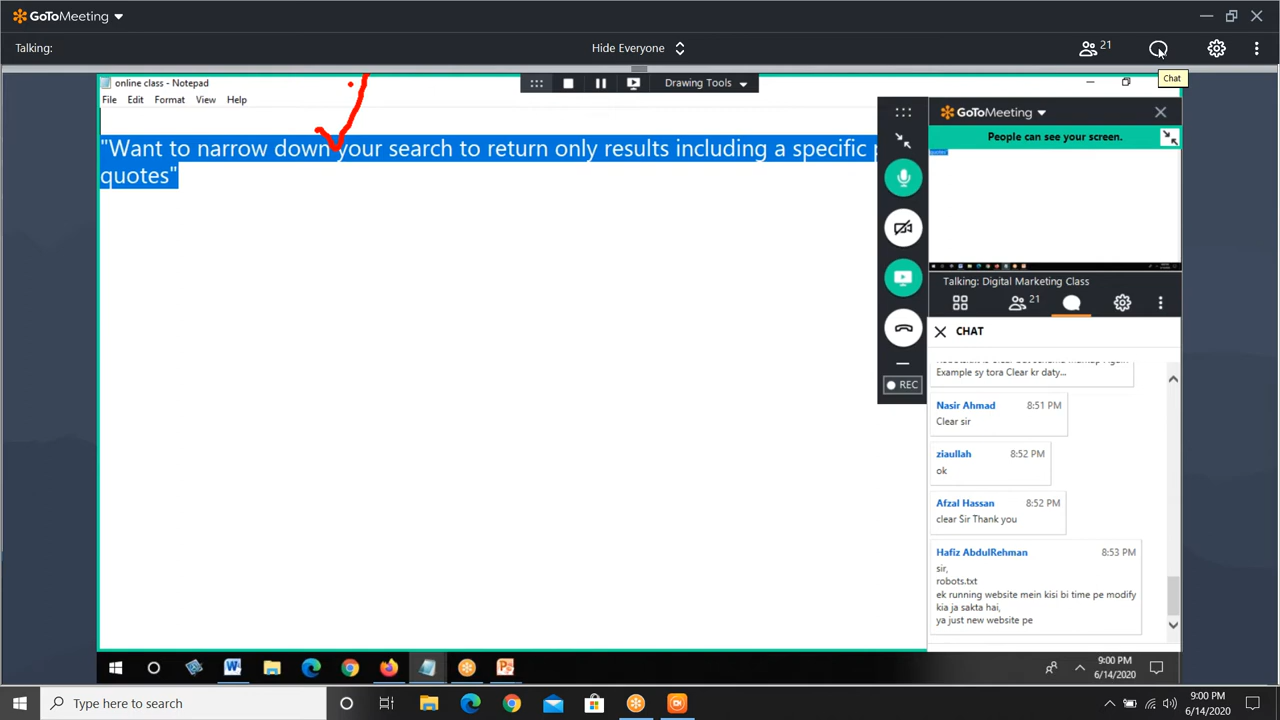 GoToMeeting
Talking:
Hide Everyone
21
Chat
online class - Notepad
Drawing Tools
File Edit Format View Help
"Want to narrow down your search to return only results including a specific
quotes"
GoToMeeting
People can see your screen.
quotes
Talking: Digital Marketing Class
21
CHAT
Example sy tora Clear kr daty...
Nasir Ahmad 8:51 PM
Clear sir
ziaullah 8:52 PM
ok
Afzal Hassan 8:52 PM
clear Sir Thank you
Hafiz AbdulRehman 8:53 PM
sir,
robots.txt
ek running website mein kisi bi time pe modify
kia ja sakta hai,
ya just new website pe
REC
9:00 PM
6/14/2020
Type here to search
9:00 PM
6/14/2020